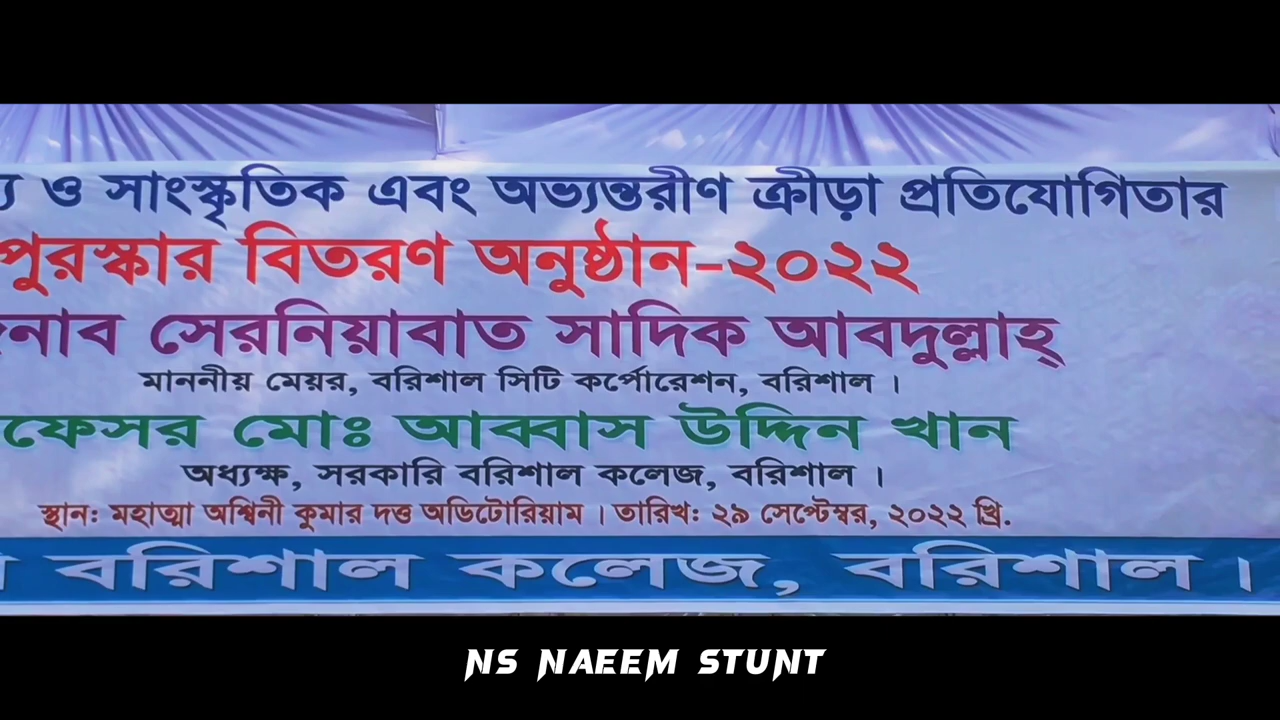 ও সাংস্কৃতিক এবং অভ্যন্তরীণ ক্রীড়া প্রতিযোগিতার
পুরস্কার বিতরণ অনুষ্ঠান-২০২২
সেরনিয়াবাত সাদিক আবদুল্লাহ্
মাননীয় মেয়র, বরিশাল সিটি কর্পোরেশন, বরিশাল ।
মোঃ আব্বাস উদ্দিন খান
অধ্যক্ষ, সরকারি বরিশাল কলেজ, বরিশাল ।
স্থান: মহাত্মা অশ্বিনী কুমার দত্ত অডিটোরিয়াম । তারিখ: ২৯ সেপ্টেম্বর, ২০২২ খ্রি.
বরিশাল কলেজ, বরিশাল ।
NS NAEEM STUNT